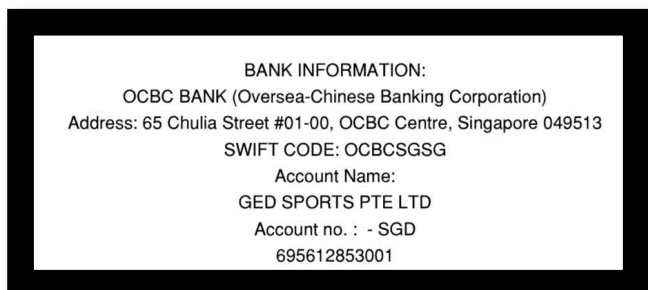 BANK INFORMATION:
OCBC BANK (Oversea-Chinese Banking Corporation)
Address: 65 Chulia Street #01-00, OCBC Centre, Singapore 049513
SWIFT CODE: OCBCSGSG
Account Name:
GED SPORTS PTE LTD
Account no. :  - SGD
695612853001